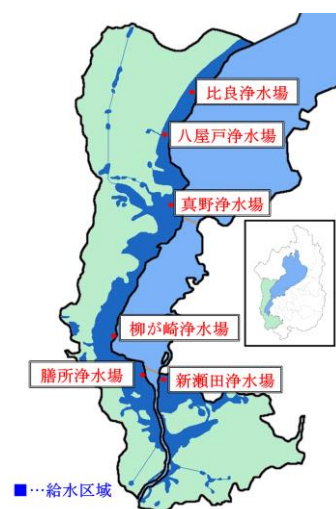 比良浄水場
八屋戸浄水場
真野浄水場
柳が崎浄水場
膳所浄水場
新瀬田浄水場
■…給水区域